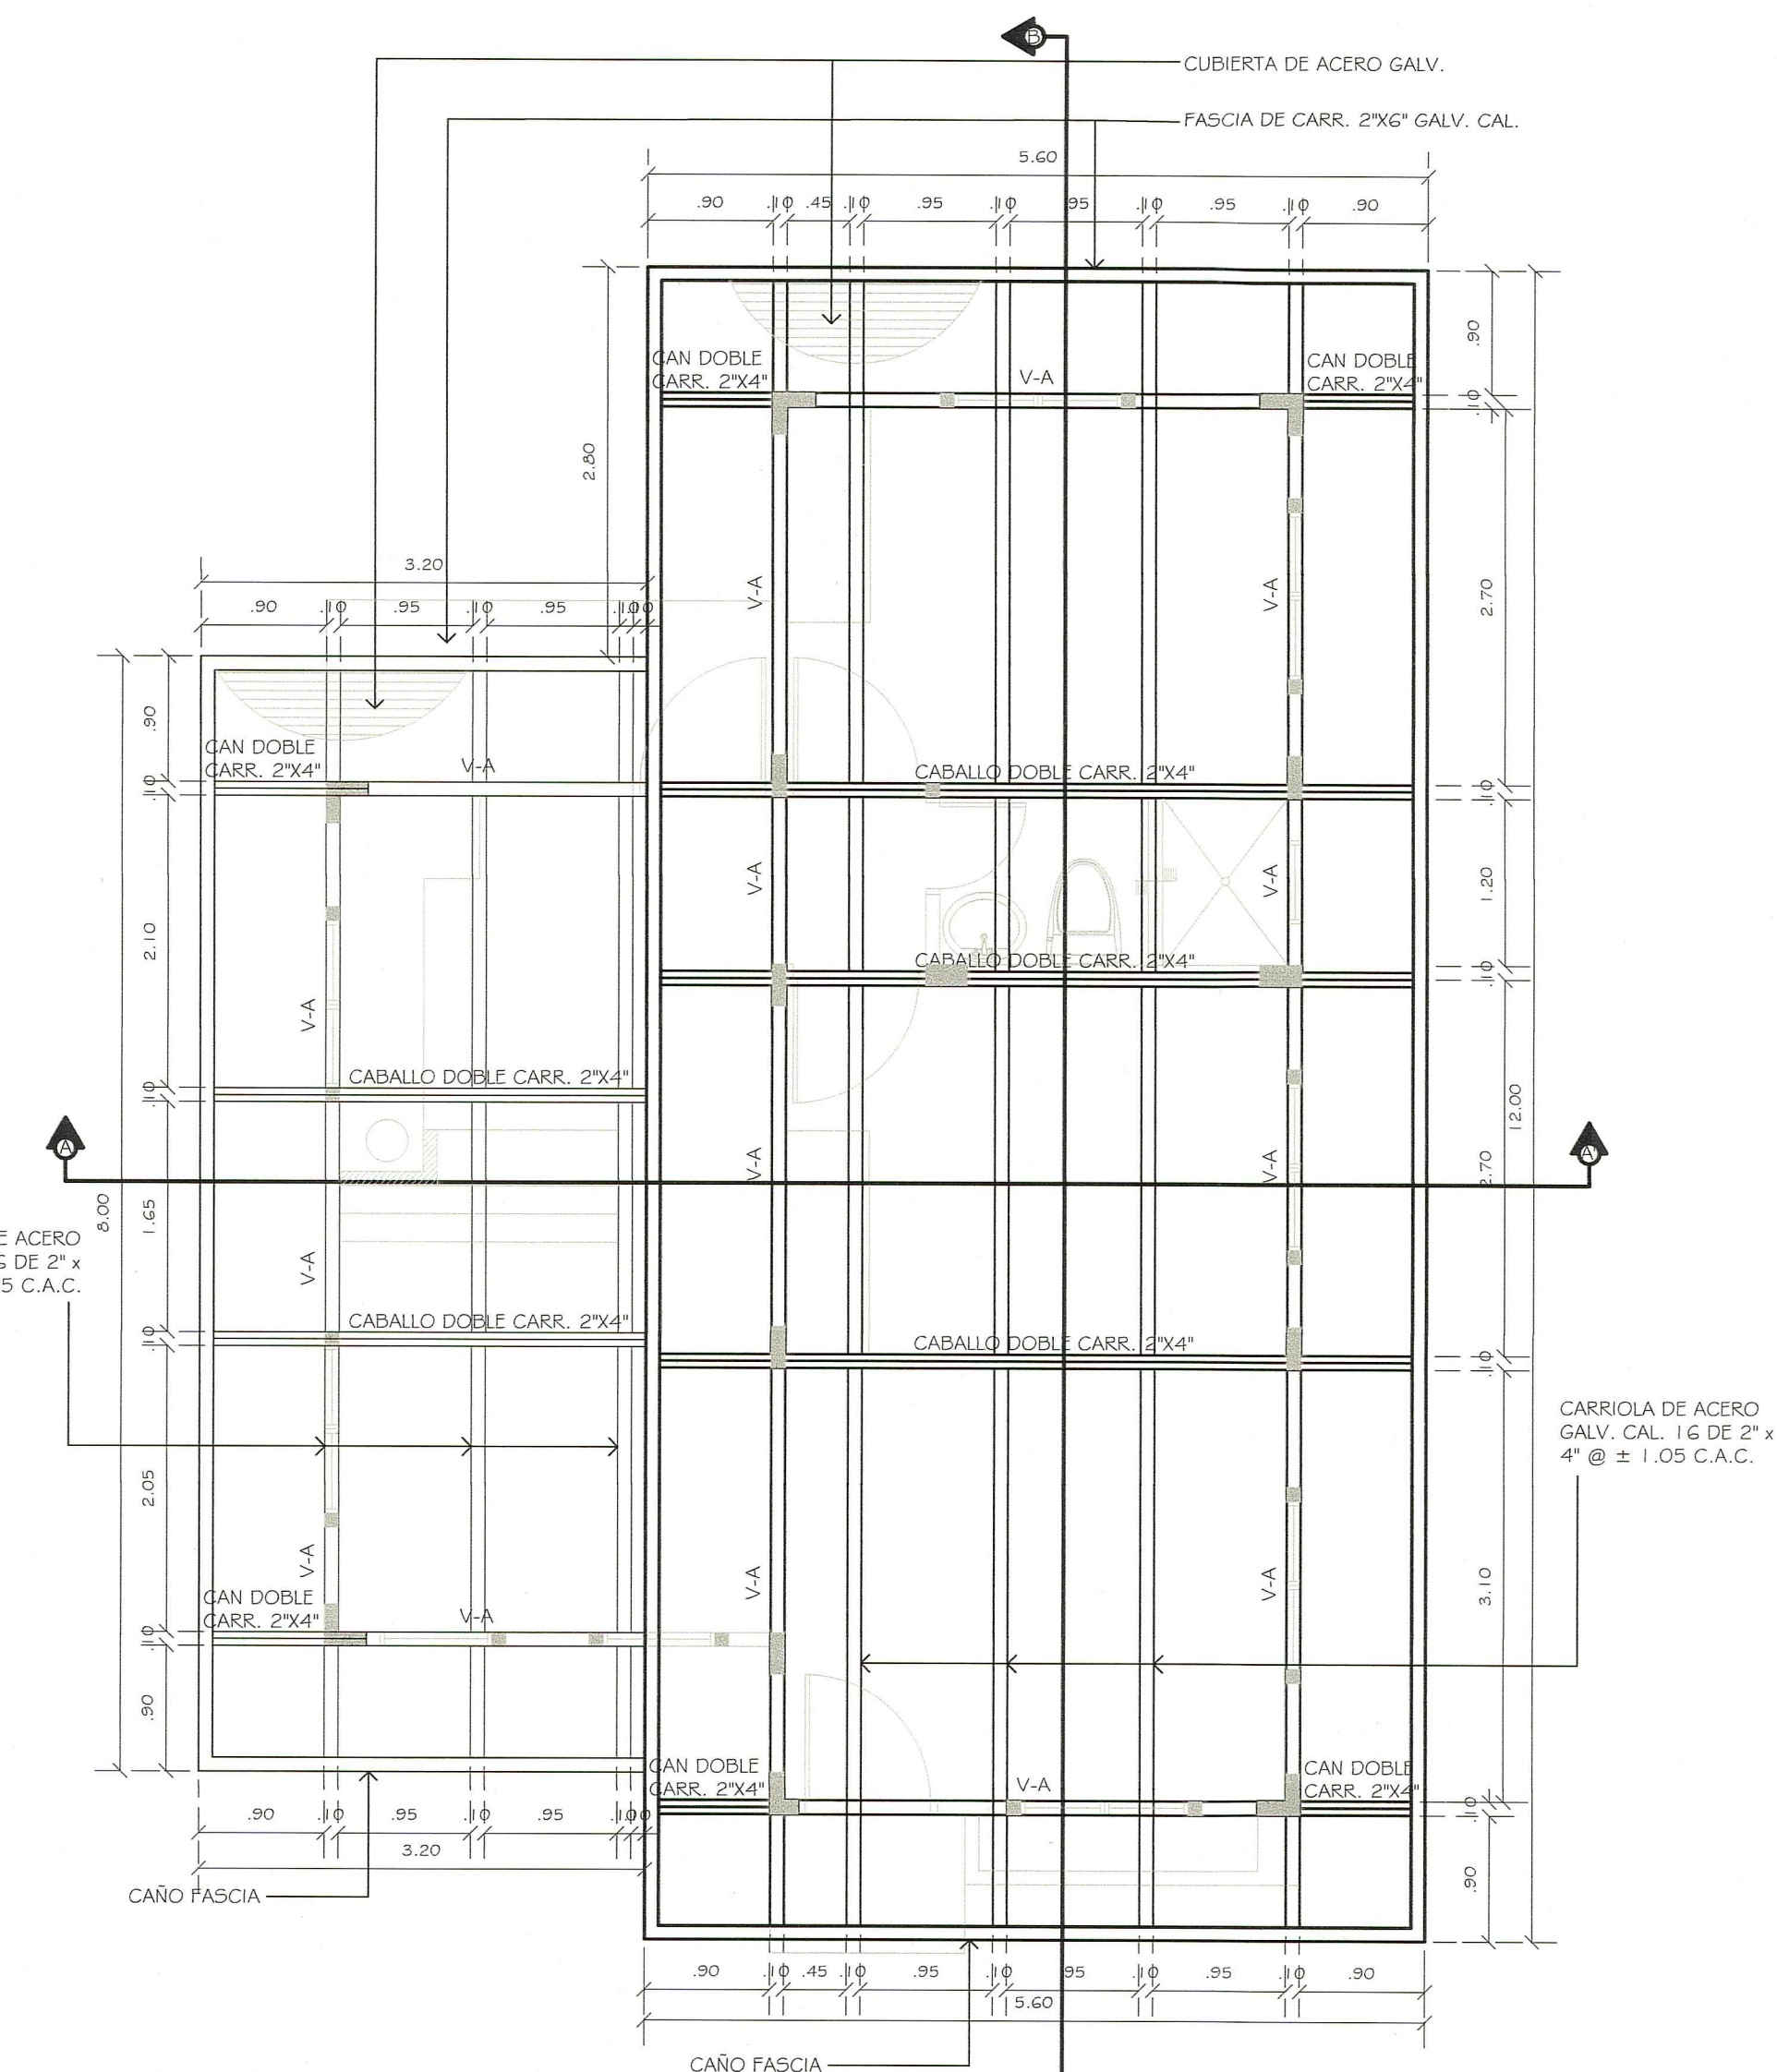 B
CUBIERTA DE ACERO GALV.
FASCIA DE CARR. 2"X6" GALV. CAL.
5.60
.90 .10 .45 .10 .95 .10 .95 .10 .95 .10 .90
.90
CAN DOBLE
CARR. 2"X4"
V-A
CAN DOBLE
CARR. 2"X4"
.10
2.80
3.20
V-A
V-A
2.70
.90 .10 .95 .10 .95 .10
.90
CAN DOBLE
CARR. 2"X4"
V-A
.10
CABALLO DOBLE CARR. 2"X4"
.10
V-A
V-A
1.20
2.10
CABALLO DOBLE CARR. 2"X4"
.10
V-A
CABALLO DOBLE CARR. 2"X4"
.10
12.00
A
A'
V-A
V-A
2.70
8.00
1.65
E ACERO
6 DE 2" x
5 C.A.C.
V-A
CABALLO DOBLE CARR. 2"X4"
.10
CABALLO DOBLE CARR. 2"X4"
.10
CARRIOLA DE ACERO
GALV. CAL. 16 DE 2" x
4" @ ± 1.05 C.A.C.
2.05
V-A
V-A
V-A
3.10
CAN DOBLE
CARR. 2"X4"
V-A
.10
.90
CAN DOBLE
CARR. 2"X4"
V-A
CAN DOBLE
CARR. 2"X4"
.10
.90 .10 .95 .10 .95 .10
3.20
.90
CAÑO FASCIA
.90 .10 .45 .10 .95 .10 .95 .10 .95 .10 .90
5.60
CAÑO FASCIA